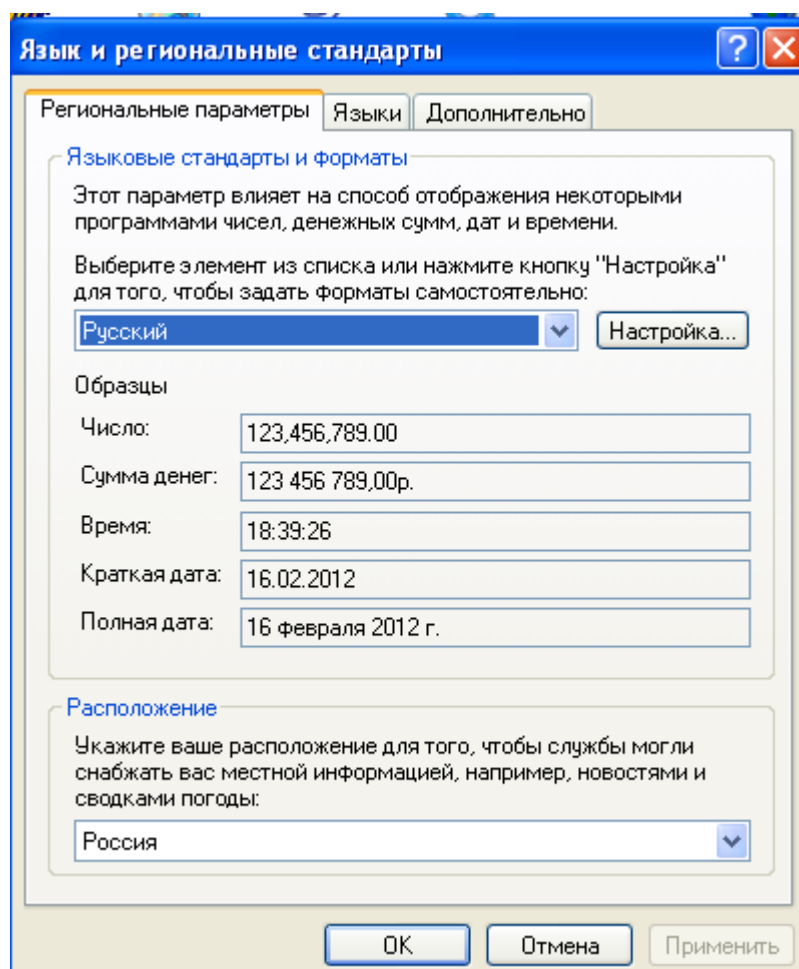 Язык и региональные стандарты
Региональные параметры Языки Дополнительно
Языковые стандарты и форматы
Этот параметр влияет на способ отображения некоторыми
программами чисел, денежных сумм, дат и времени.
Выберите элемент из списка или нажмите кнопку "Настройка"
для того, чтобы задать форматы самостоятельно:
Русский Настройка...
Образцы
Число: 123,456,789.00
Сумма денег: 123 456 789,00р.
Время: 18:39:26
Краткая дата: 16.02.2012
Полная дата: 16 февраля 2012 г.
Расположение
Укажите ваше расположение для того, чтобы службы могли
снабжать вас местной информацией, например, новостями и
сводками погоды:
Россия
ОК Отмена Применить